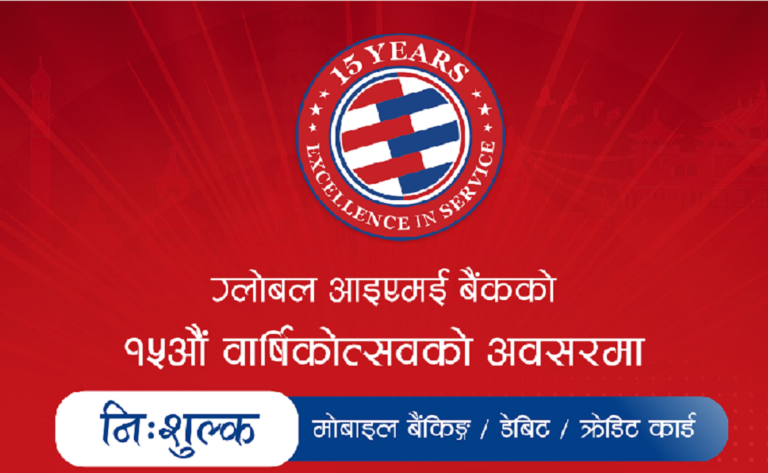 15 YEARS
EXCELLENCE IN SERVICE
ग्लोबल आइएमई बैंकको
१५औं वार्षिकोत्सवको अवसरमा
निःशुल्क मोबाइल बैंकिङ्ग / डेबिट / क्रेडिट कार्ड